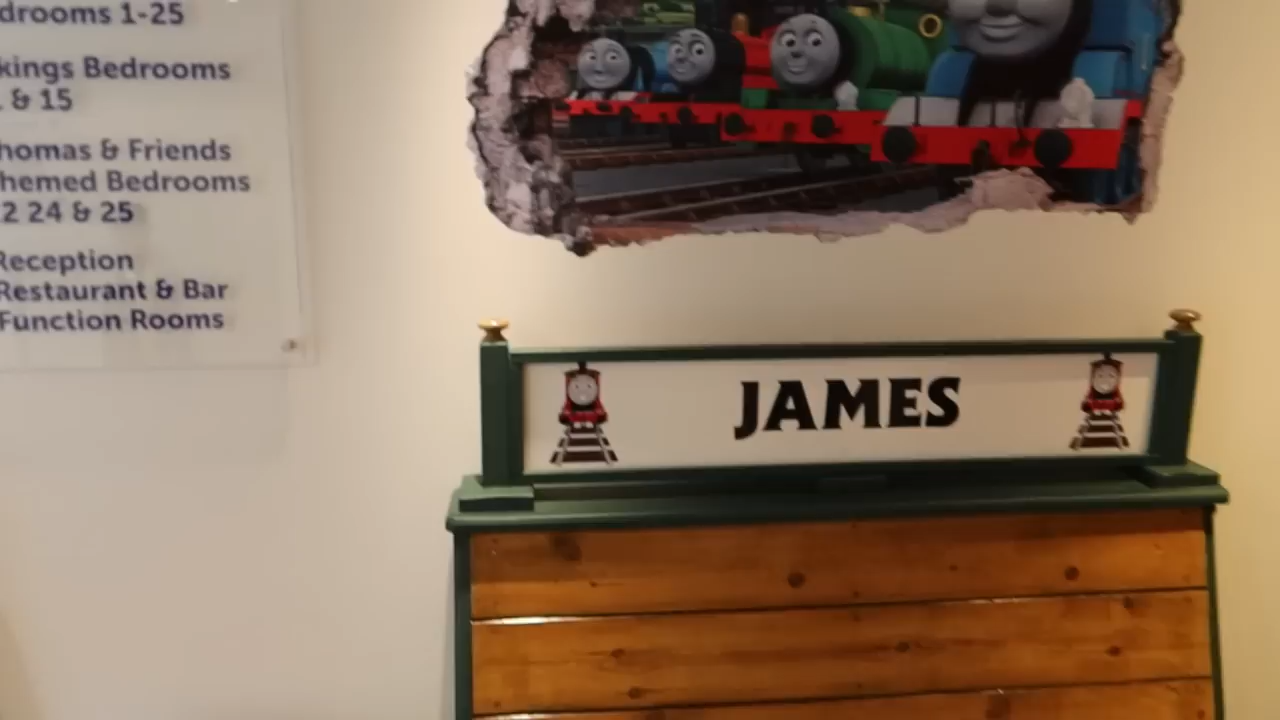 drooms 1-25
kings Bedrooms
& 15
homas & Friends
hemed Bedrooms
2 24 & 25
Reception
Restaurant & Bar
Function Rooms
JAMES